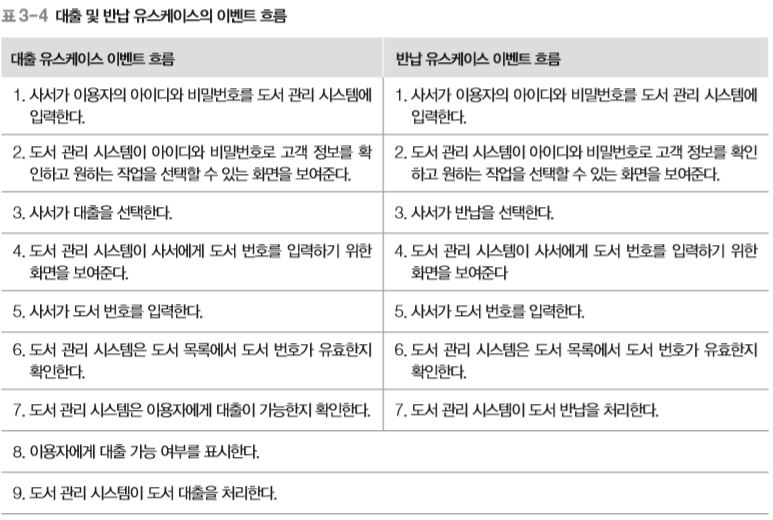 표 3-4 대출 및 반납 유스케이스의 이벤트 흐름
대출 유스케이스 이벤트 흐름
반납 유스케이스 이벤트 흐름
1. 사서가 이용자의 아이디와 비밀번호를 도서 관리 시스템에
입력한다.
1. 사서가 이용자의 아이디와 비밀번호를 도서 관리 시스템에
입력한다.
2. 도서 관리 시스템이 아이디와 비밀번호로 고객 정보를 확
인하고 원하는 작업을 선택할 수 있는 화면을 보여준다.
2. 도서 관리 시스템이 아이디와 비밀번호로 고객 정보를 확인
하고 원하는 작업을 선택할 수 있는 화면을 보여준다.
3. 사서가 대출을 선택한다.
3. 사서가 반납을 선택한다.
4. 도서 관리 시스템이 사서에게 도서 번호를 입력하기 위한
화면을 보여준다.
4. 도서 관리 시스템이 사서에게 도서 번호를 입력하기 위한
화면을 보여준다
5. 사서가 도서 번호를 입력한다.
5. 사서가 도서 번호를 입력한다.
6. 도서 관리 시스템은 도서 목록에서 도서 번호가 유효한지
확인한다.
6. 도서 관리 시스템은 도서 목록에서 도서 번호가 유효한지
확인한다.
7. 도서 관리 시스템은 이용자에게 대출이 가능한지 확인한다.
7. 도서 관리 시스템이 도서 반납을 처리한다.
8. 이용자에게 대출 가능 여부를 표시한다.
9. 도서 관리 시스템이 도서 대출을 처리한다.